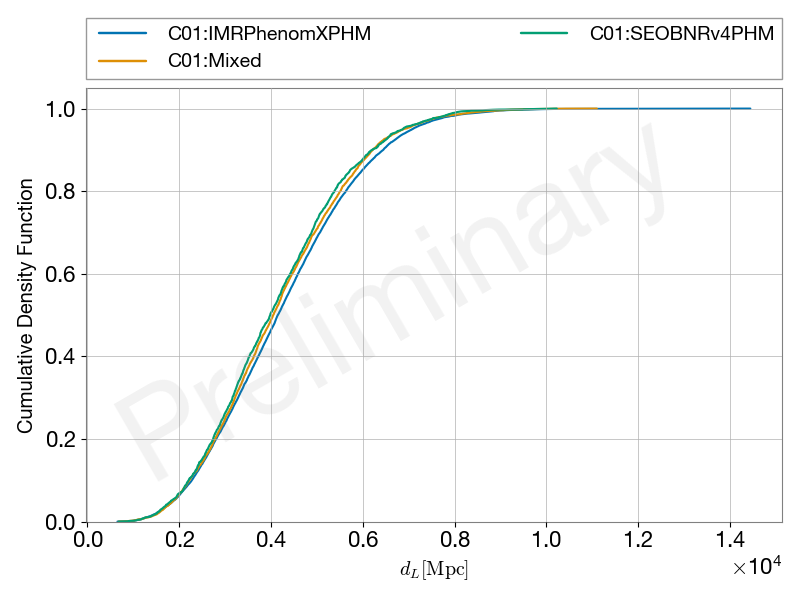 C01:IMRPhenomXPHM
C01:SEOBNRv4PHM
C01:Mixed
Preliminary
Cumulative Density Function
1.0
0.8
0.6
0.4
0.2
0.0
0.0 0.2 0.4 0.6 0.8 1.0 1.2 1.4
×10⁴
d_L[Mpc]